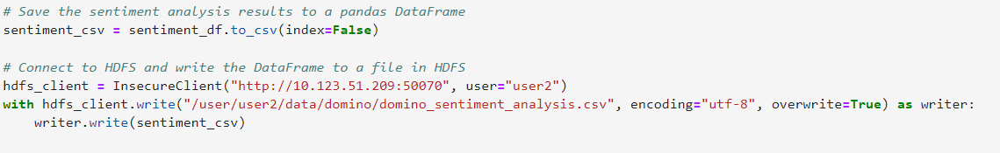 # Save the sentiment analysis results to a pandas DataFrame
sentiment_csv = sentiment_df.to_csv(index=False)
# Connect to HDFS and write the DataFrame to a file in HDFS
hdfs_client = InsecureClient("http://10.123.51.209:50070", user="user2")
with hdfs_client.write("/user/user2/data/domino/domino_sentiment_analysis.csv", encoding="utf-8", overwrite=True) as writer:
    writer.write(sentiment_csv)